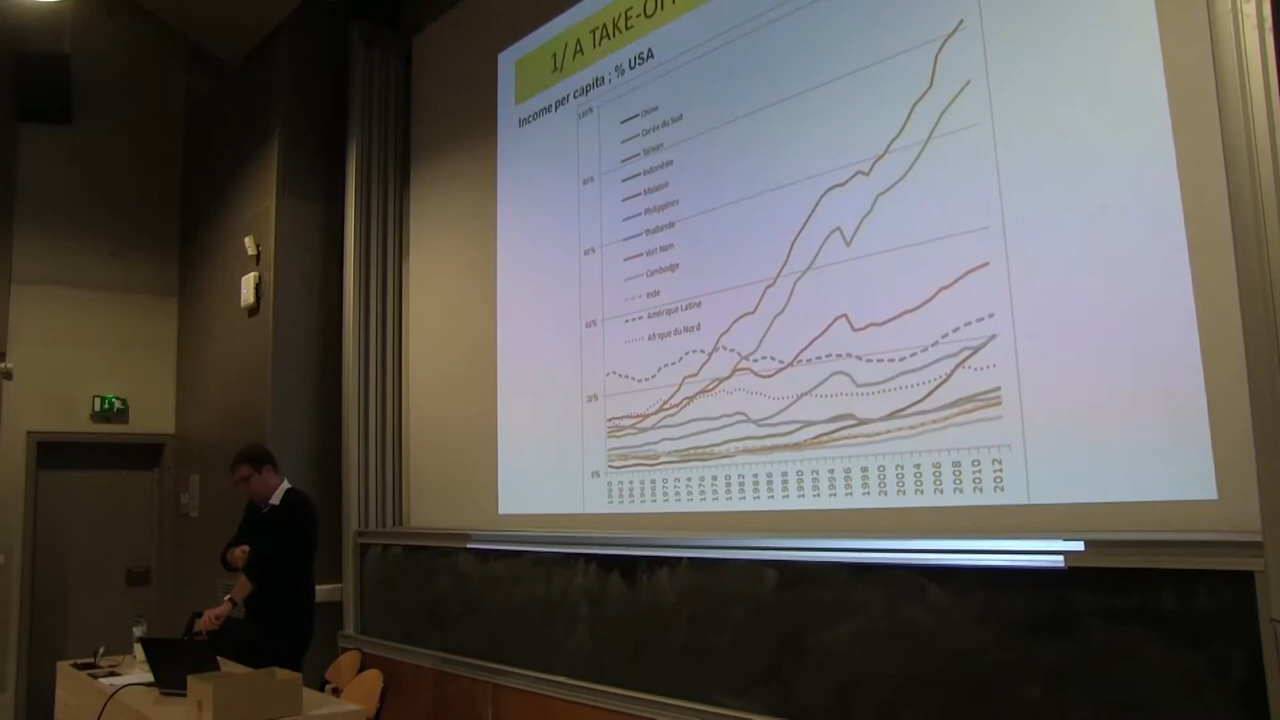 1/ A TAKE-OF
Income per capita ; % USA
100%
80%
60%
40%
20%
0%
Chine
Corée du Sud
Taiwan
Indonésie
Malaisie
Philippines
Thaïlande
Viet Nam
Cambodge
Inde
Amérique Latine
Afrique du Nord
1960 1962 1964 1966 1968 1970 1972 1974 1976 1978 1980 1982 1984 1986 1988 1990 1992 1994 1996 1998 2000 2002 2004 2006 2008 2010 2012